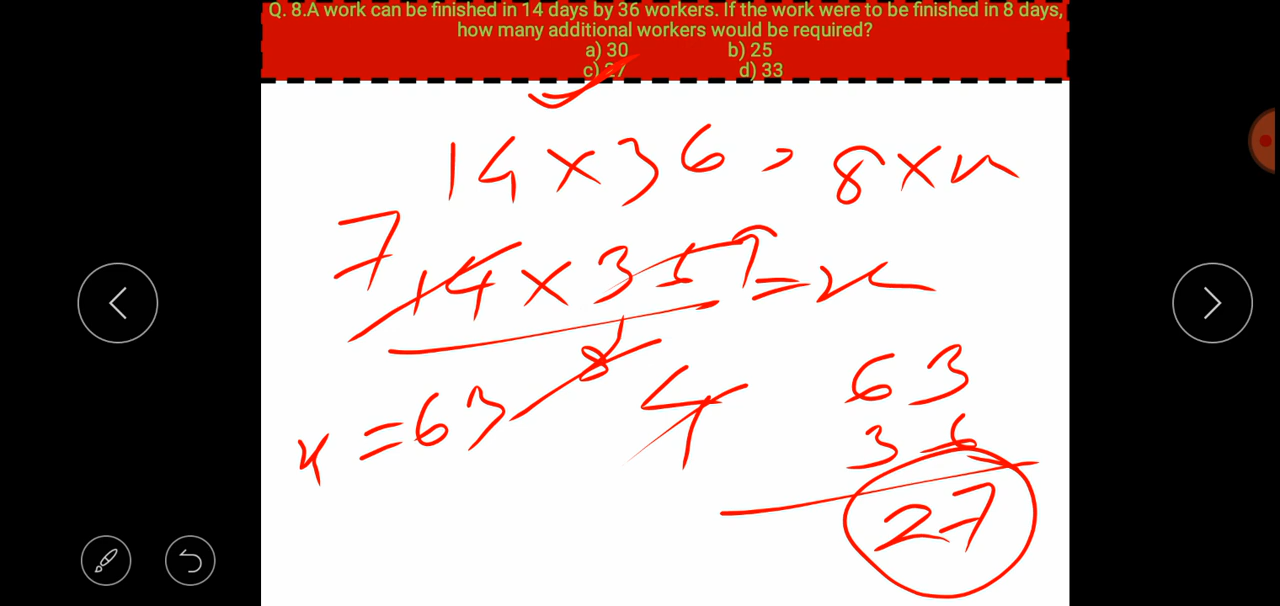 Q. 8.A work can be finished in 14 days by 36 workers. If the work were to be finished in 8 days,
how many additional workers would be required?
a) 30 b) 25
c) 27 d) 33
14 × 36 = 8 × x
7
14 × 3 9 = x
8
4
x = 63
63
36
27